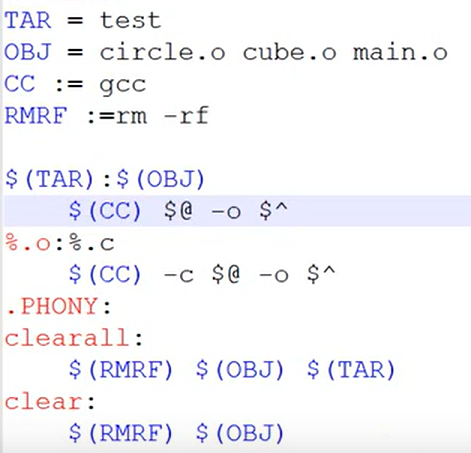 TAR = test
OBJ = circle.o cube.o main.o
CC := gcc
RMRF :=rm -rf
$(TAR):$(OBJ)
$(CC) $@ -o $^
%.o:%.c
$(CC) -c $@ -o $^
.PHONY:
clearall:
$(RMRF) $(OBJ) $(TAR)
clear:
$(RMRF) $(OBJ)